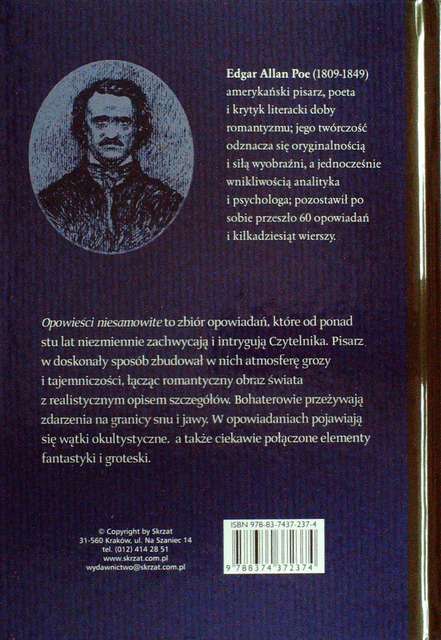 Edgar Allan Poe (1809-1849)
amerykański pisarz, poeta
i krytyk literacki doby
romantyzmu; jego twórczość
odznacza się oryginalnością
i siłą wyobraźni, a jednocześnie
wnikliwością analityka
i psychologa; pozostawił po
sobie przeszło 60 opowiadań
i kilkadziesiąt wierszy.
Opowieści niesamowite to zbiór opowiadań, które od ponad
stu lat niezmiennie zachwycają i intrygują Czytelnika. Pisarz
w doskonały sposób zbudował w nich atmosferę grozy
i tajemniczości, łącząc romantyczny obraz świata
z realistycznym opisem szczegółów. Bohaterowie przeżywają
zdarzenia na granicy snu i jawy. W opowiadaniach pojawiają
się wątki okultystyczne. a także ciekawie połączone elementy
fantastyki i groteski.
© Copyright by Skrzat
31-560 Kraków, ul. Na Szaniec 14
tel. (012) 414 28 51
www.skrzat.com.pl
wydawnictwo@skrzat.com.pl
ISBN 978-83-7437-237-4
9 788374 372374